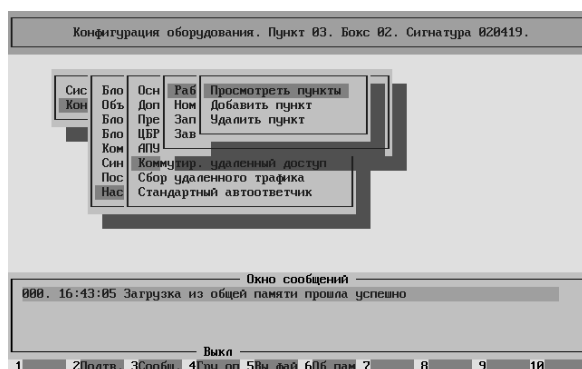 Конфигурация оборудования. Пункт 03. Бокс 02. Сигнатура 020419.
Сис Бло Осн Раб Просмотреть пункты
Кон Объ Доп Ном Добавить пункт
Бло Пре Зап Удалить пункт
Бло ЦБР Зав
Ком АПУ
Син Коммутир. удаленный доступ
Пос Сбор удаленного трафика
Нас Стандартный автоответчик
Окно сообщений
000. 16:43:05 Загрузка из общей памяти прошла успешно
Выкл
1 2Подтв. 3Сообщ. 4Гру оп 5Вы фай 6Об пам 7 8 9 10